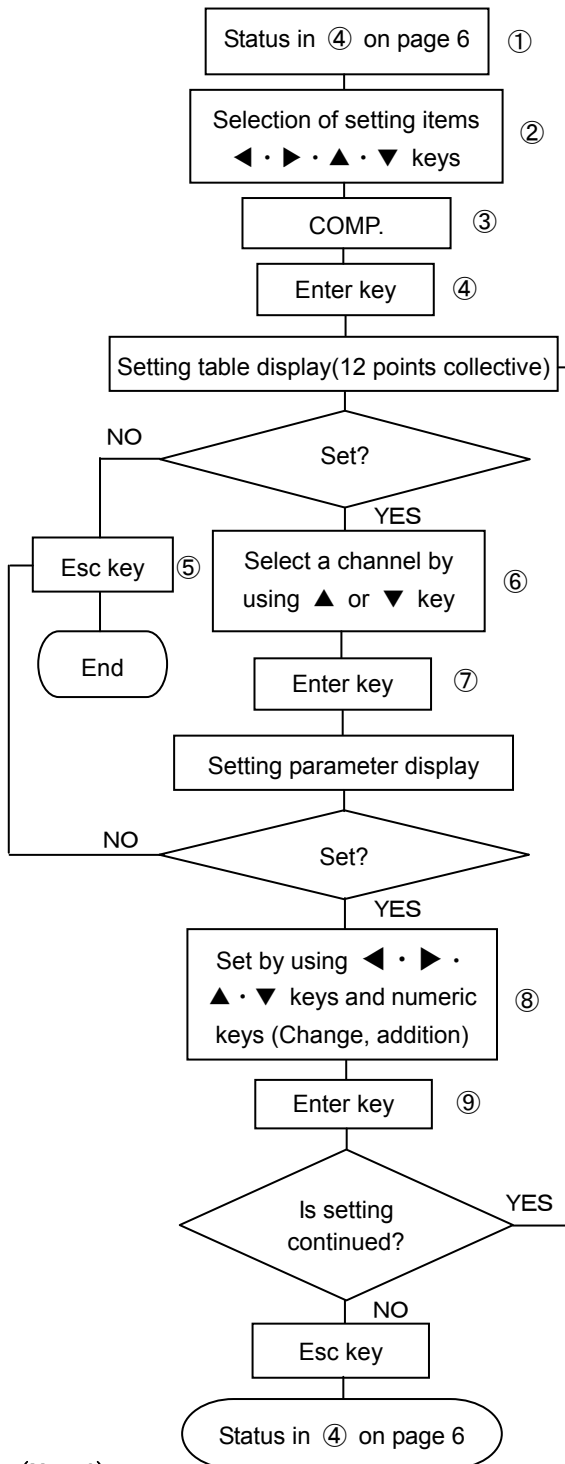 Status in ④ on page 6 ①
Selection of setting items
◀・▶・▲・▼ keys ②
COMP. ③
Enter key ④
Setting table display(12 points collective)
NO
Set?
YES
Esc key ⑤
Select a channel by
using ▲ or ▼ key ⑥
End
Enter key ⑦
Setting parameter display
NO
Set?
YES
Set by using ◀・▶・
▲・▼ keys and numeric
keys (Change, addition) ⑧
Enter key ⑨
Is setting
continued?
YES
NO
Esc key
Status in ④ on page 6